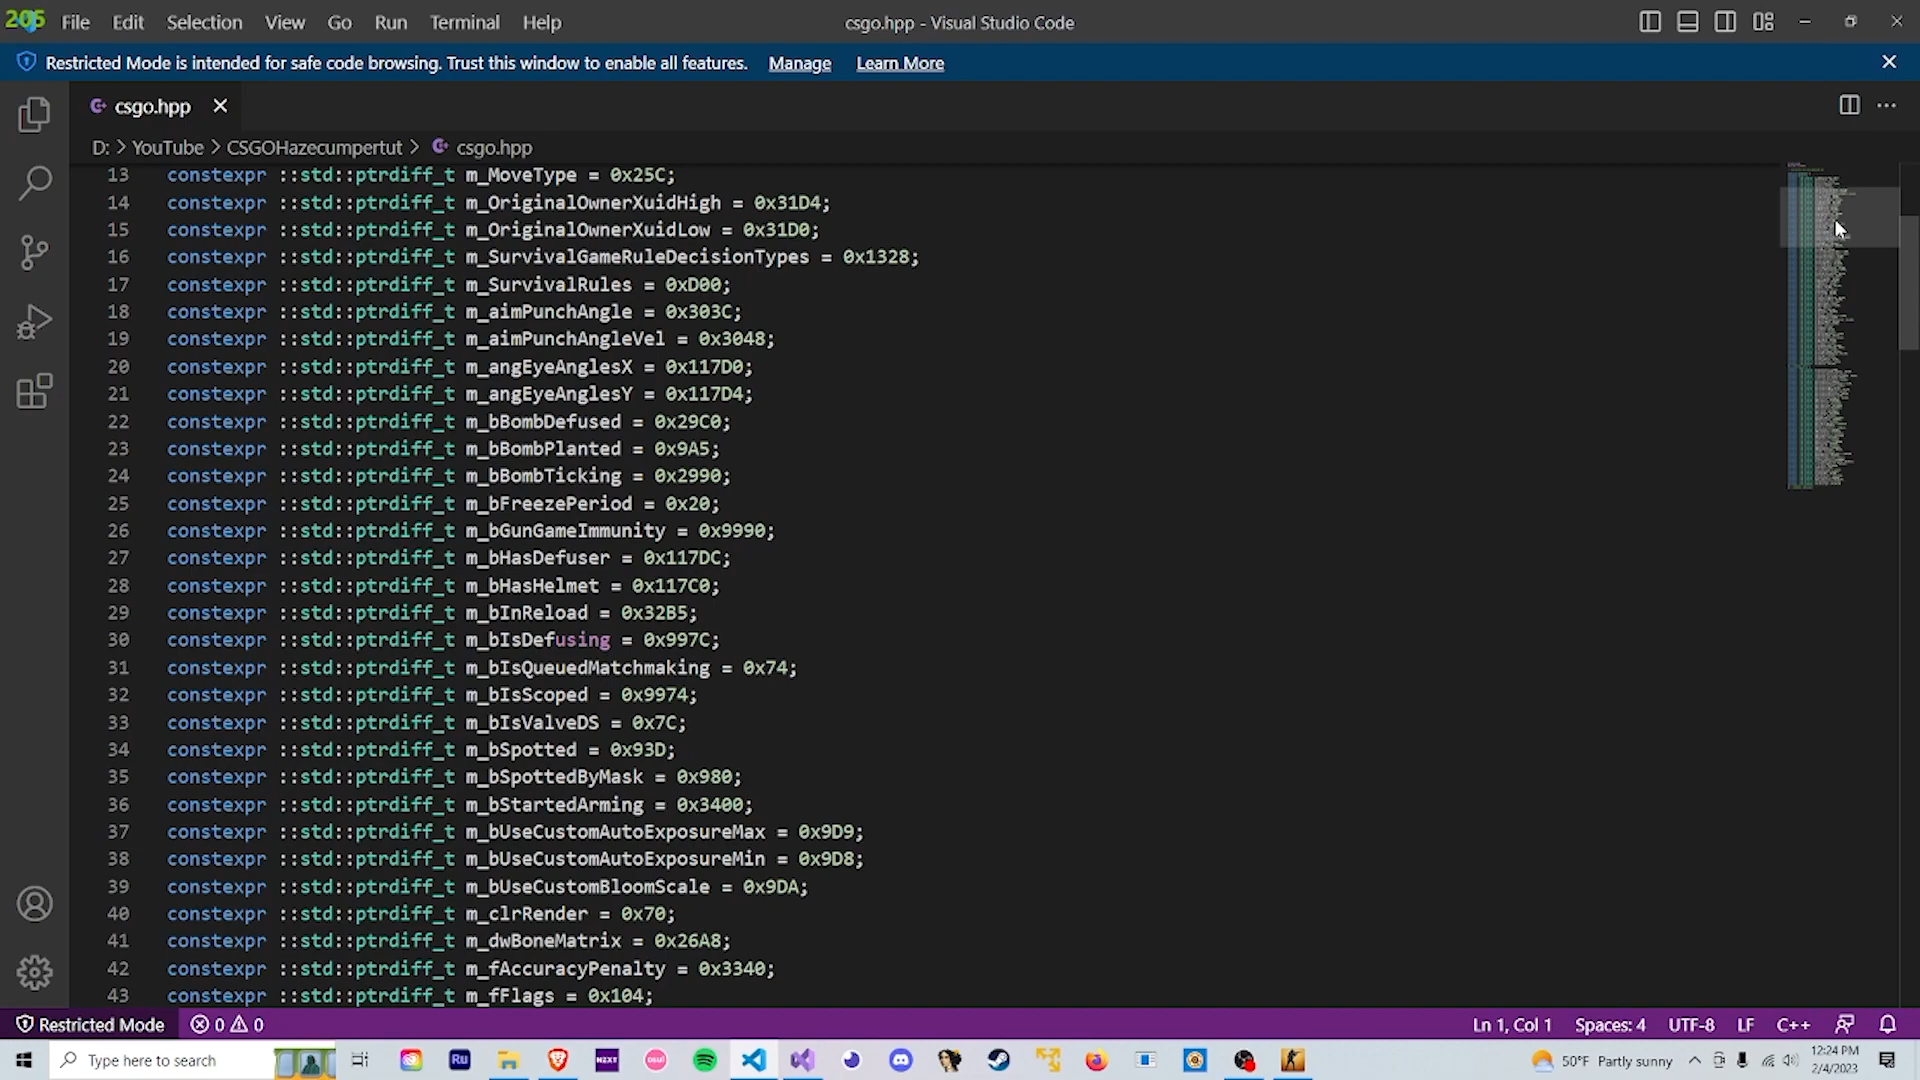 205
File Edit Selection View Go Run Terminal Help
csgo.hpp - Visual Studio Code
Restricted Mode is intended for safe code browsing. Trust this window to enable all features. Manage Learn More
csgo.hpp
D: > YouTube > CSGOHazecumpertut > csgo.hpp
13 constexpr ::std::ptrdiff_t m_MoveType = 0x25C;
14 constexpr ::std::ptrdiff_t m_OriginalOwnerXuidHigh = 0x31D4;
15 constexpr ::std::ptrdiff_t m_OriginalOwnerXuidLow = 0x31D0;
16 constexpr ::std::ptrdiff_t m_SurvivalGameRuleDecisionTypes = 0x1328;
17 constexpr ::std::ptrdiff_t m_SurvivalRules = 0xD00;
18 constexpr ::std::ptrdiff_t m_aimPunchAngle = 0x303C;
19 constexpr ::std::ptrdiff_t m_aimPunchAngleVel = 0x3048;
20 constexpr ::std::ptrdiff_t m_angEyeAnglesX = 0x117D0;
21 constexpr ::std::ptrdiff_t m_angEyeAnglesY = 0x117D4;
22 constexpr ::std::ptrdiff_t m_bBombDefused = 0x29C0;
23 constexpr ::std::ptrdiff_t m_bBombPlanted = 0x9A5;
24 constexpr ::std::ptrdiff_t m_bBombTicking = 0x2990;
25 constexpr ::std::ptrdiff_t m_bFreezePeriod = 0x20;
26 constexpr ::std::ptrdiff_t m_bGunGameImmunity = 0x9990;
27 constexpr ::std::ptrdiff_t m_bHasDefuser = 0x117DC;
28 constexpr ::std::ptrdiff_t m_bHasHelmet = 0x117C0;
29 constexpr ::std::ptrdiff_t m_bInReload = 0x32B5;
30 constexpr ::std::ptrdiff_t m_bIsDefusing = 0x997C;
31 constexpr ::std::ptrdiff_t m_bIsQueuedMatchmaking = 0x74;
32 constexpr ::std::ptrdiff_t m_bIsScoped = 0x9974;
33 constexpr ::std::ptrdiff_t m_bIsValveDS = 0x7C;
34 constexpr ::std::ptrdiff_t m_bSpotted = 0x93D;
35 constexpr ::std::ptrdiff_t m_bSpottedByMask = 0x980;
36 constexpr ::std::ptrdiff_t m_bStartedArming = 0x3400;
37 constexpr ::std::ptrdiff_t m_bUseCustomAutoExposureMax = 0x9D9;
38 constexpr ::std::ptrdiff_t m_bUseCustomAutoExposureMin = 0x9D8;
39 constexpr ::std::ptrdiff_t m_bUseCustomBloomScale = 0x9DA;
40 constexpr ::std::ptrdiff_t m_clrRender = 0x70;
41 constexpr ::std::ptrdiff_t m_dwBoneMatrix = 0x26A8;
42 constexpr ::std::ptrdiff_t m_fAccuracyPenalty = 0x3340;
43 constexpr ::std::ptrdiff_t m_fFlags = 0x104;
Restricted Mode 0 0 Ln 1, Col 1 Spaces: 4 UTF-8 LF C++
Type here to search Ru NEXT osu! 50°F Partly sunny 12:24 PM
2/4/2023